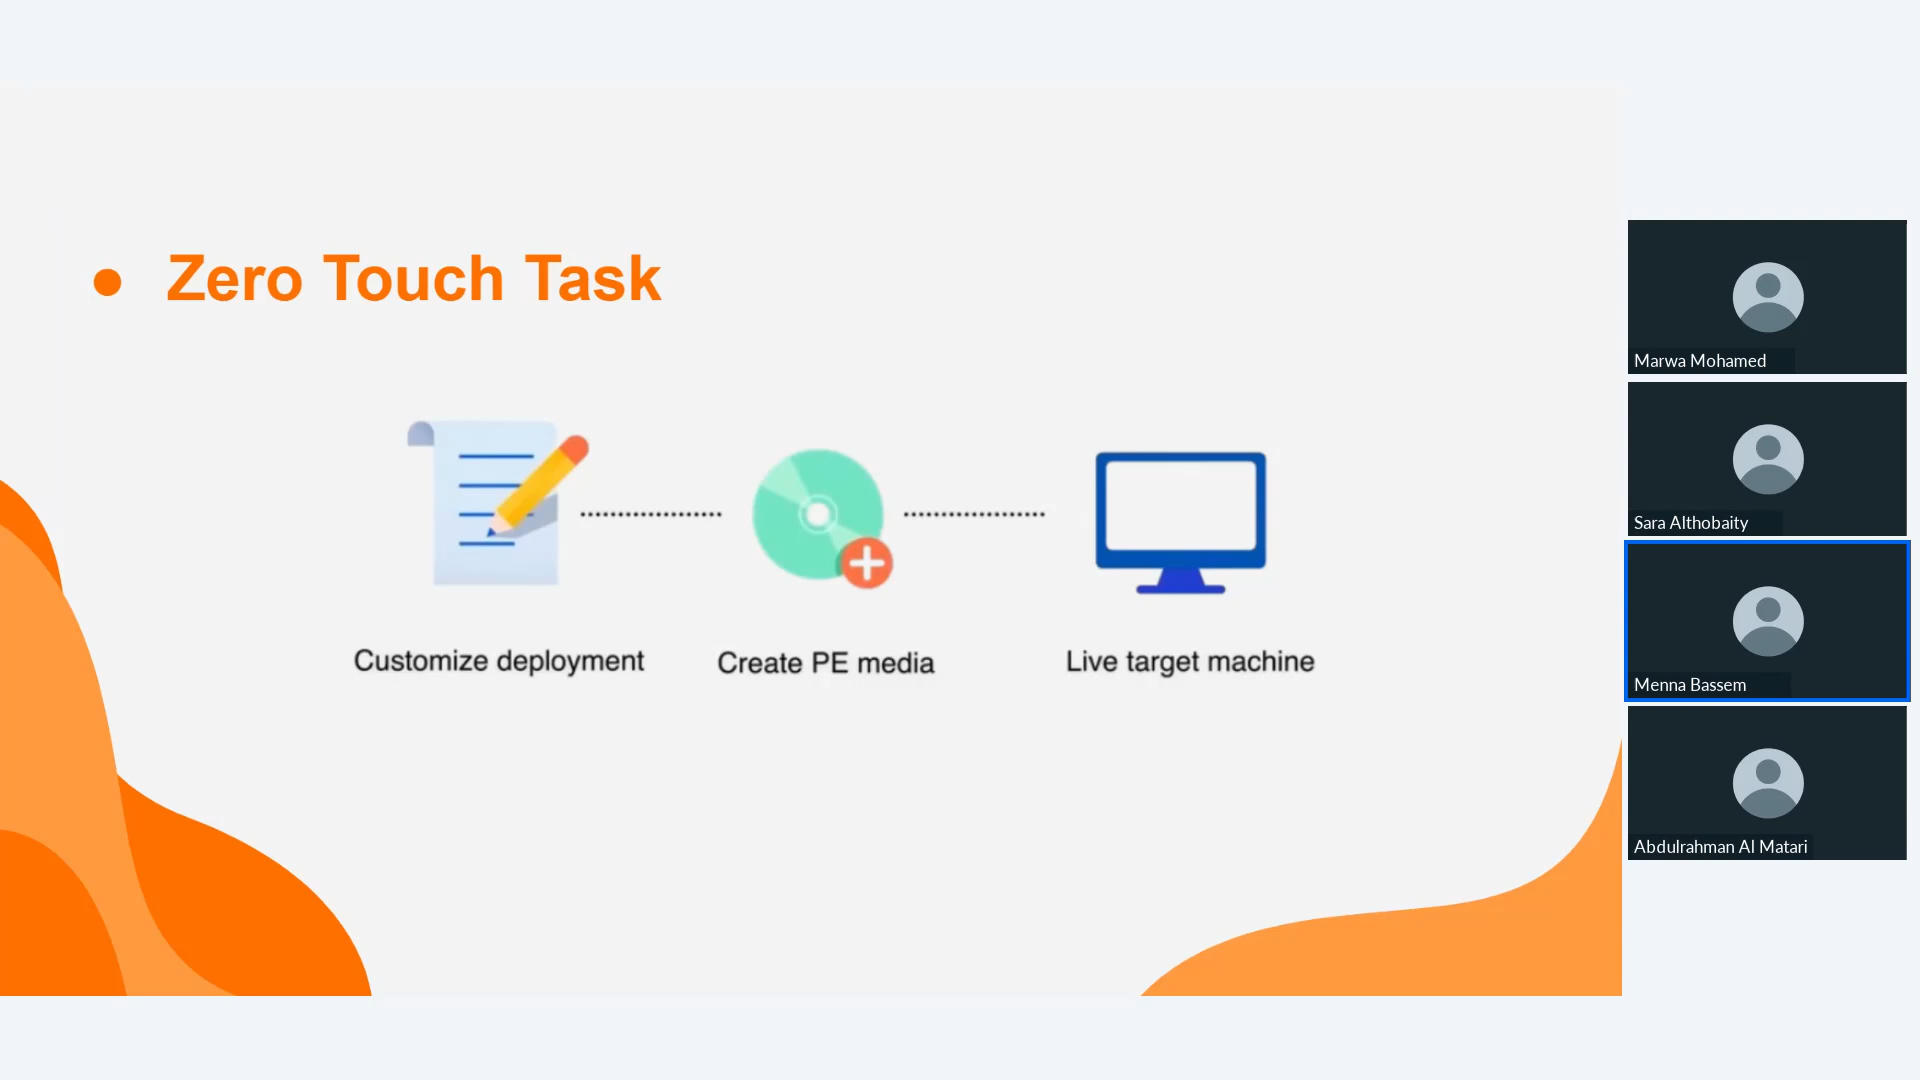 ● Zero Touch Task
Customize deployment
Create PE media
Live target machine
Marwa Mohamed
Sara Althobaity
Menna Bassem
Abdulrahman Al Matari